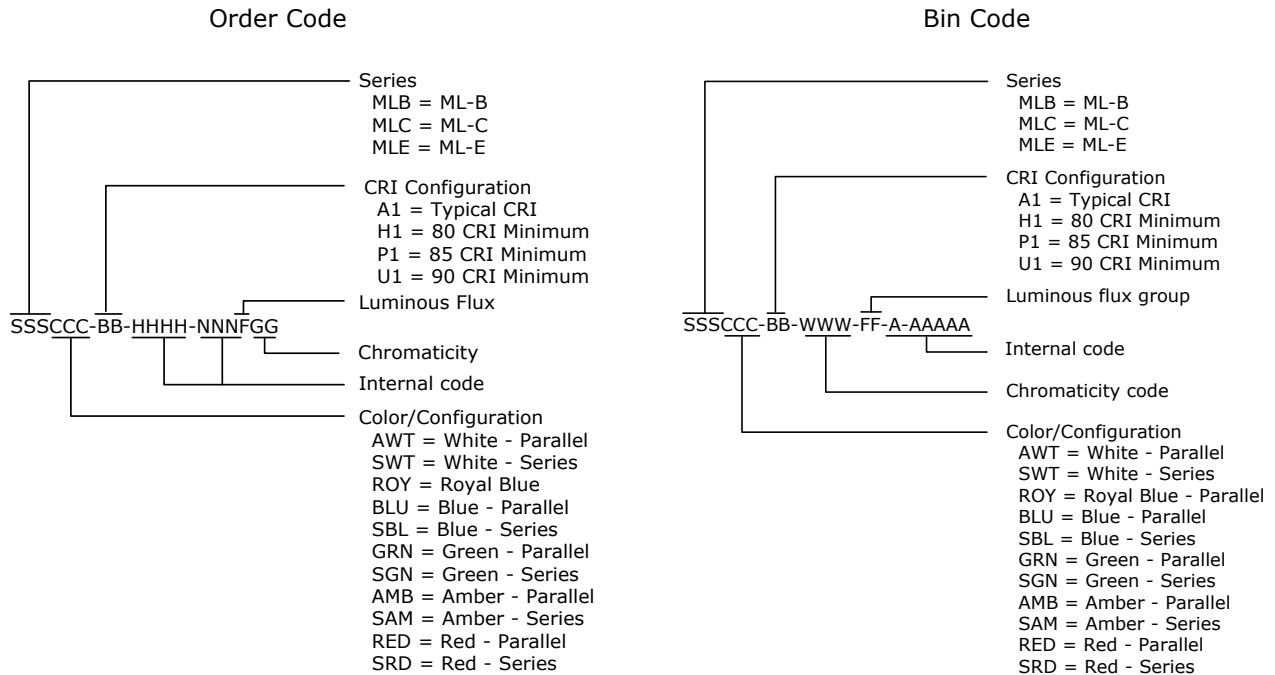 Order Code
Series
MLB = ML-B
MLC = ML-C
MLE = ML-E
CRI Configuration
A1 = Typical CRI
H1 = 80 CRI Minimum
P1 = 85 CRI Minimum
U1 = 90 CRI Minimum
Luminous Flux
SSSCCC-BB-HHHH-NNNFGG
Chromaticity
Internal code
Color/Configuration
AWT = White - Parallel
SWT = White - Series
ROY = Royal Blue
BLU = Blue - Parallel
SBL = Blue - Series
GRN = Green - Parallel
SGN = Green - Series
AMB = Amber - Parallel
SAM = Amber - Series
RED = Red - Parallel
SRD = Red - Series
Bin Code
Series
MLB = ML-B
MLC = ML-C
MLE = ML-E
CRI Configuration
A1 = Typical CRI
H1 = 80 CRI Minimum
P1 = 85 CRI Minimum
U1 = 90 CRI Minimum
Luminous flux group
SSSCCC-BB-WWW-FF-A-AAAAA
Internal code
Chromaticity code
Color/Configuration
AWT = White - Parallel
SWT = White - Series
ROY = Royal Blue - Parallel
BLU = Blue - Parallel
SBL = Blue - Series
GRN = Green - Parallel
SGN = Green - Series
AMB = Amber - Parallel
SAM = Amber - Series
RED = Red - Parallel
SRD = Red - Series